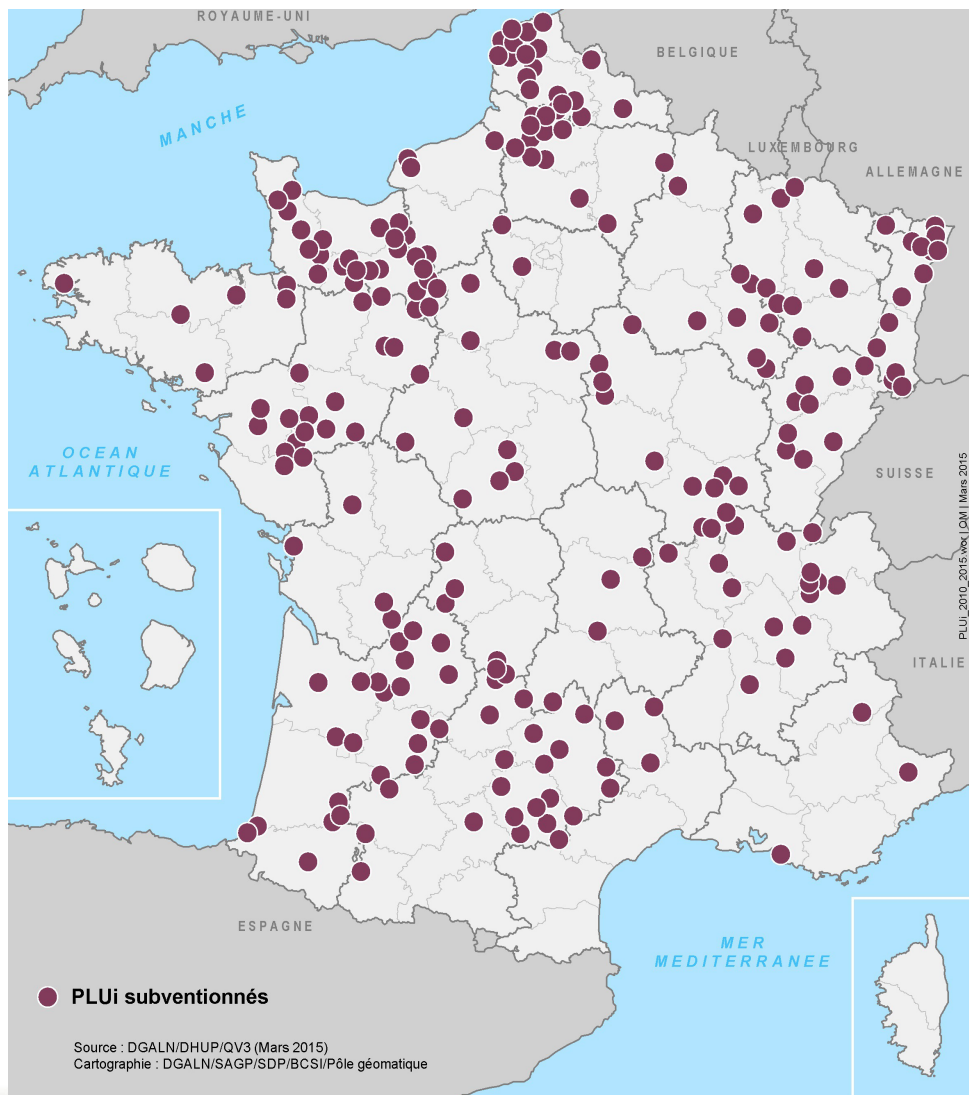 ROYAUME-UNI
BELGIQUE
MANCHE
LUXEMBOURG
ALLEMAGNE
OCEAN
ATLANTIQUE
SUISSE
PLUi_2010_2015.wor | QM | Mars 2015
ITALIE
ESPAGNE
MER
MEDITERRANEE
PLUi subventionnés
Source : DGALN/DHUP/QV3 (Mars 2015)
Cartographie : DGALN/SAGP/SDP/BCSI/Pôle géomatique